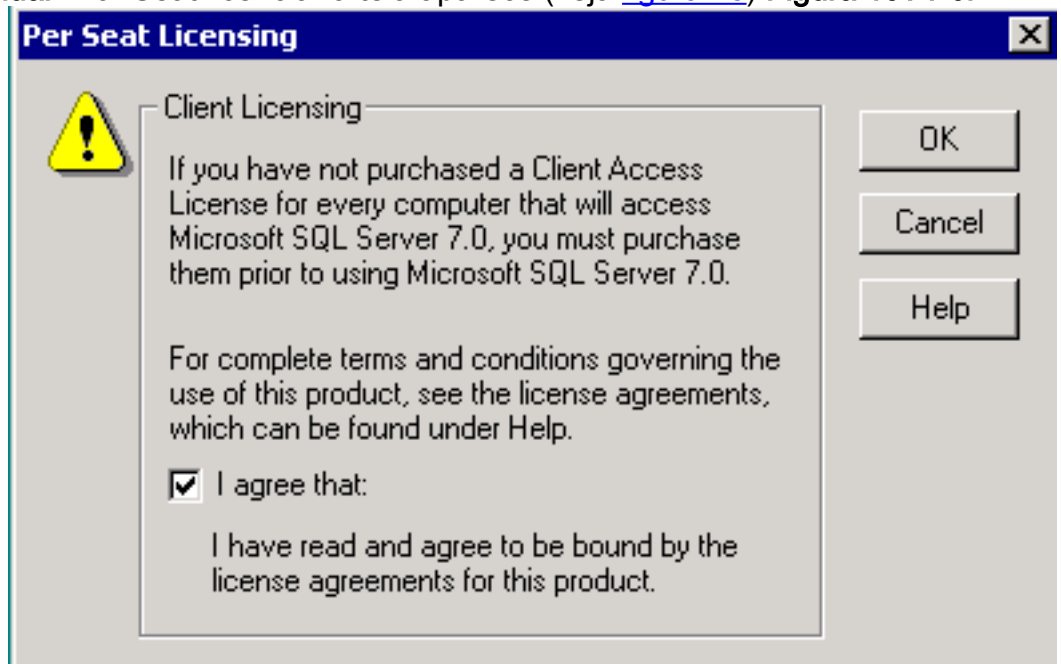 Per Seat Licensing
Client Licensing
If you have not purchased a Client Access
License for every computer that will access
Microsoft SQL Server 7.0, you must purchase
them prior to using Microsoft SQL Server 7.0.
For complete terms and conditions governing the
use of this product, see the license agreements,
which can be found under Help.
I agree that:
I have read and agree to be bound by the
license agreements for this product.
OK
Cancel
Help